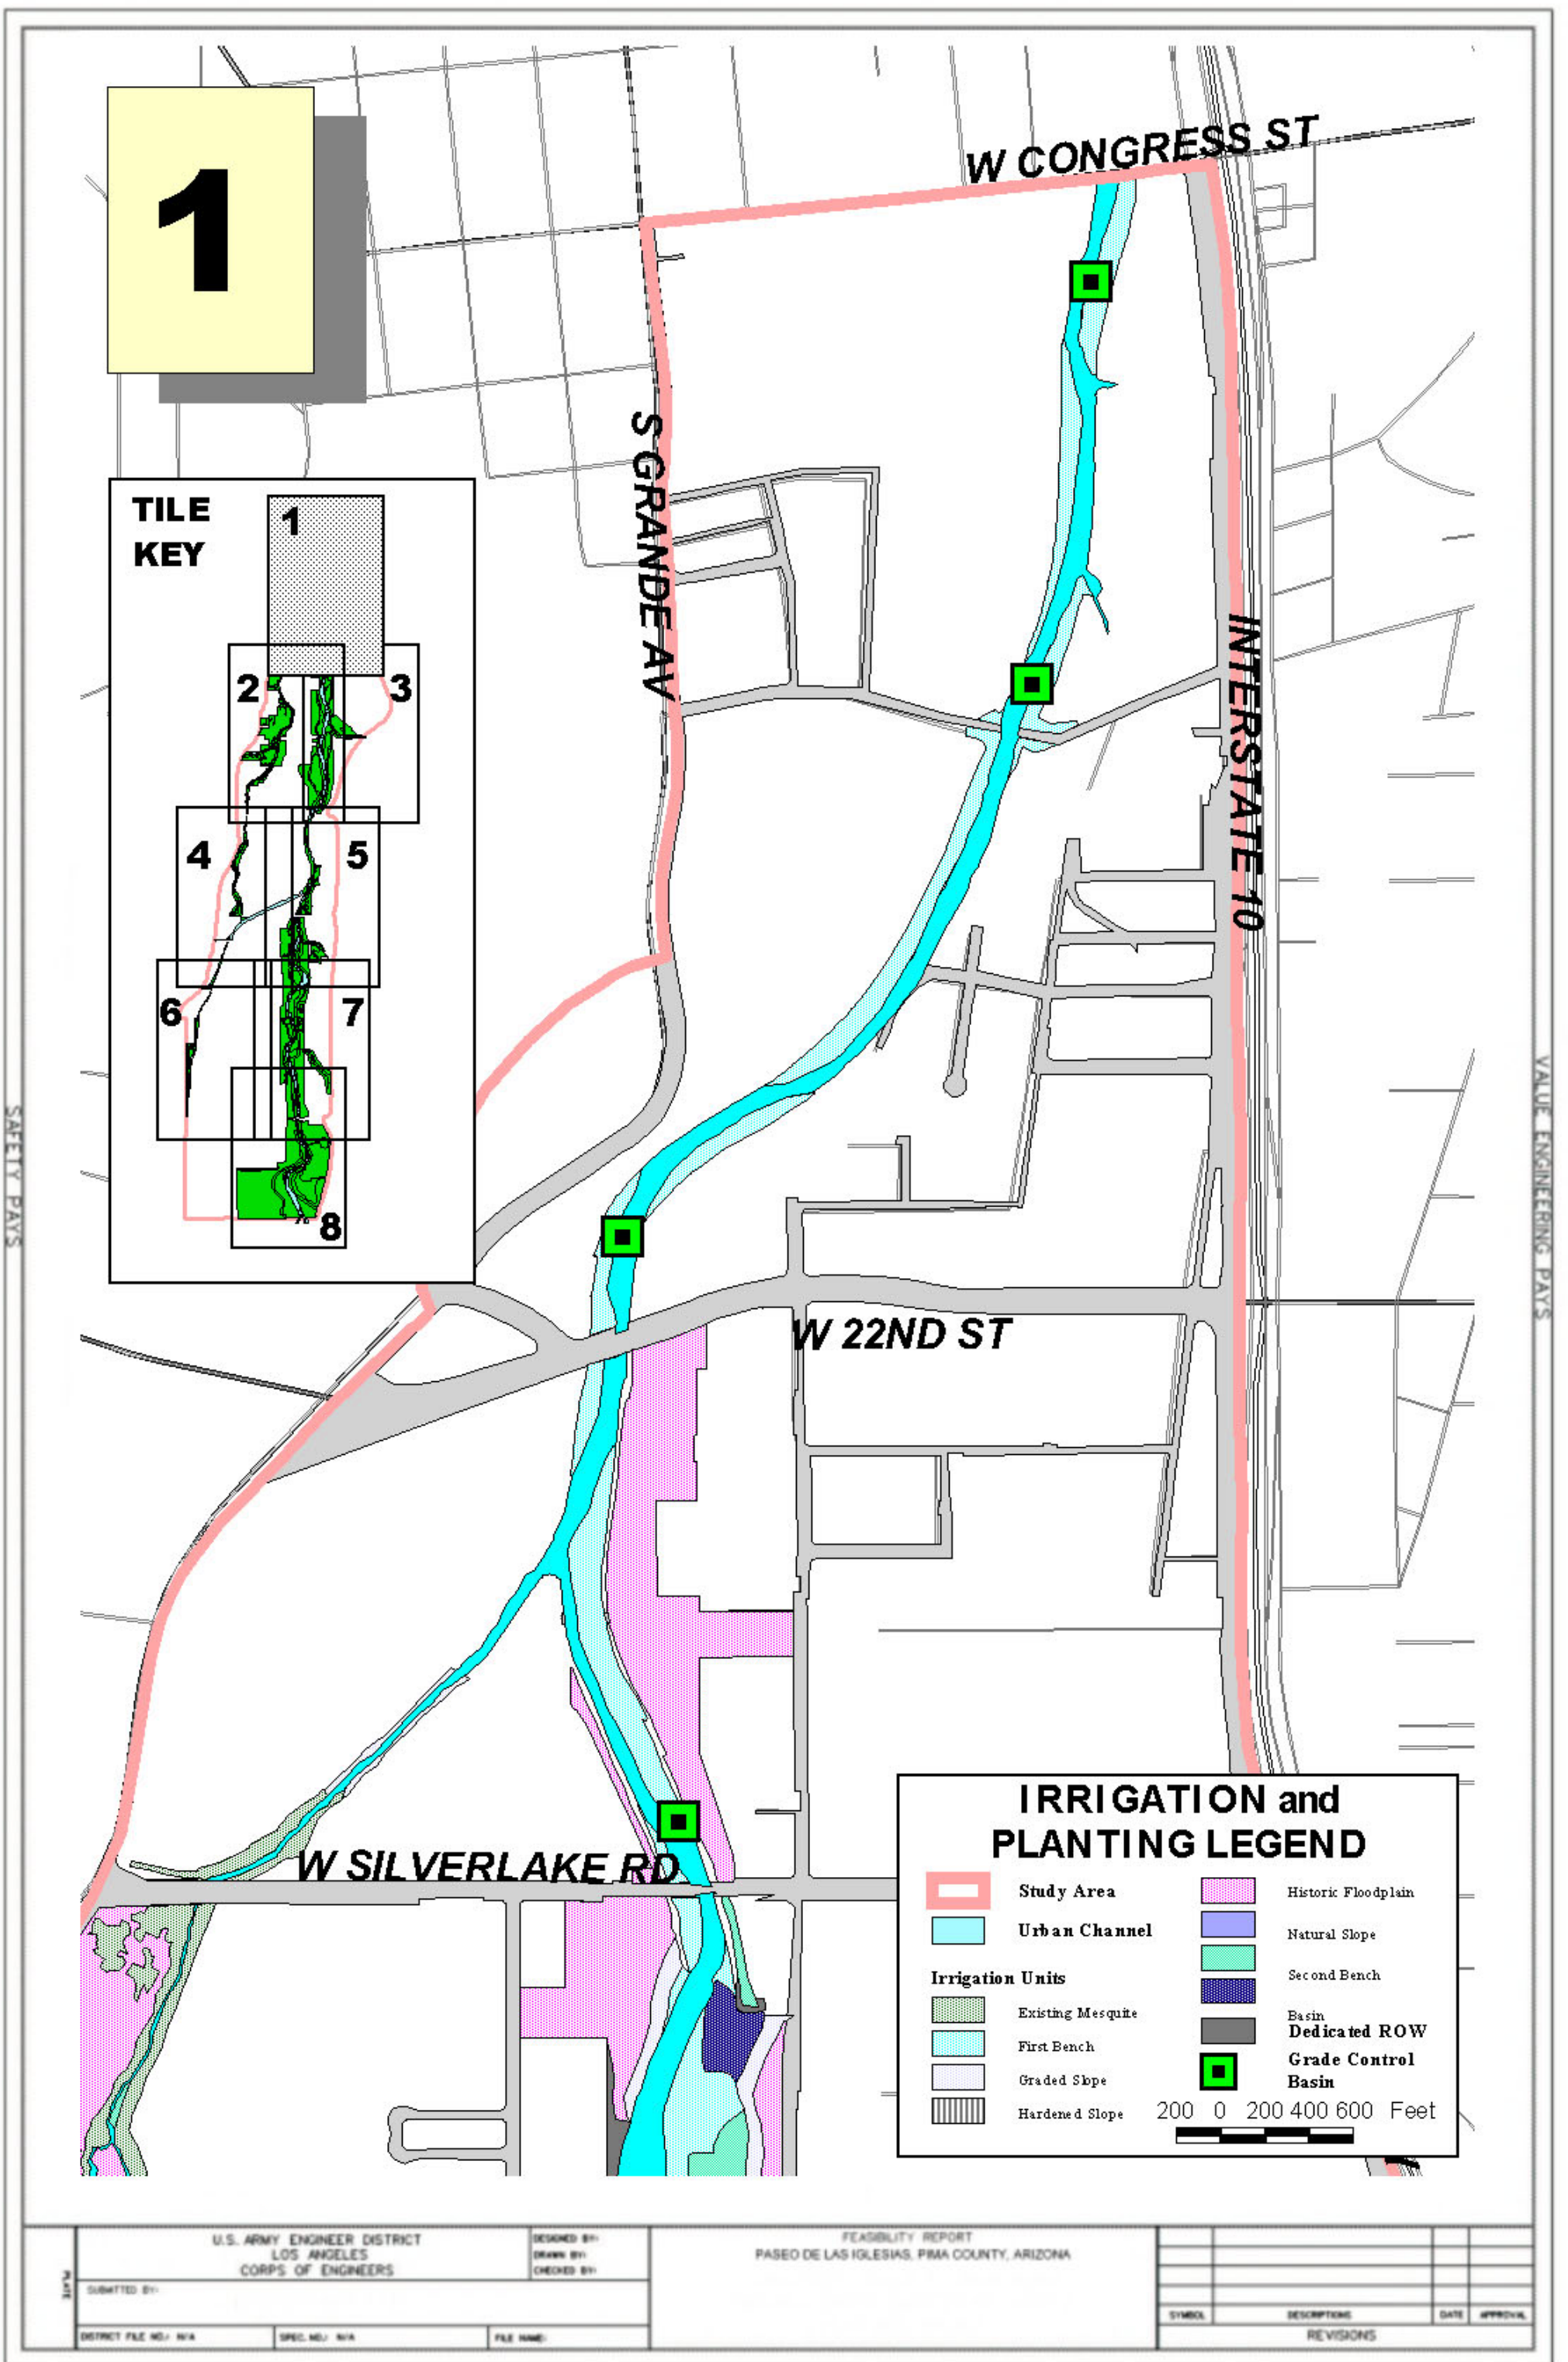 1
W CONGRESS ST
S GRANDE AV
TILE
KEY
1
2
3
4
5
6
7
8
INTERSTATE 10
W 22ND ST
W SILVERLAKE RD
IRRIGATION and
PLANTING LEGEND
Study Area
Urban Channel
Irrigation Units
Existing Mesquite
First Bench
Graded Slope
Hardened Slope
Historic Floodplain
Natural Slope
Second Bench
Basin
Dedicated ROW
Grade Control
Basin
200 0 200 400 600 Feet
SAFETY PAYS
VALUE ENGINEERING PAYS
PLATE
U.S. ARMY ENGINEER DISTRICT
LOS ANGELES
CORPS OF ENGINEERS
SUBMITTED BY:
DISTRICT FILE NO.: N/A
SPEC. NO.: N/A
DESIGNED BY:
DRAWN BY:
CHECKED BY:
FILE NAME:
FEASIBILITY REPORT
PASEO DE LAS IGLESIAS, PIMA COUNTY, ARIZONA
SYMBOL
DESCRIPTIONS
DATE
APPROVAL
REVISIONS